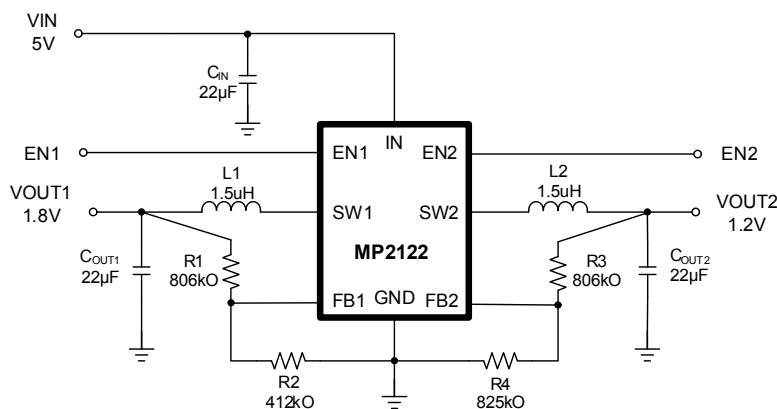 VIN
5V
CIN
22µF
EN1
EN1
IN
EN2
EN2
L1
1.5uH
L2
1.5uH
VOUT1
1.8V
SW1
SW2
VOUT2
1.2V
MP2122
COUT1
22µF
R1
806kO
R3
806kO
COUT2
22µF
FB1
GND
FB2
R2
412kO
R4
825kO